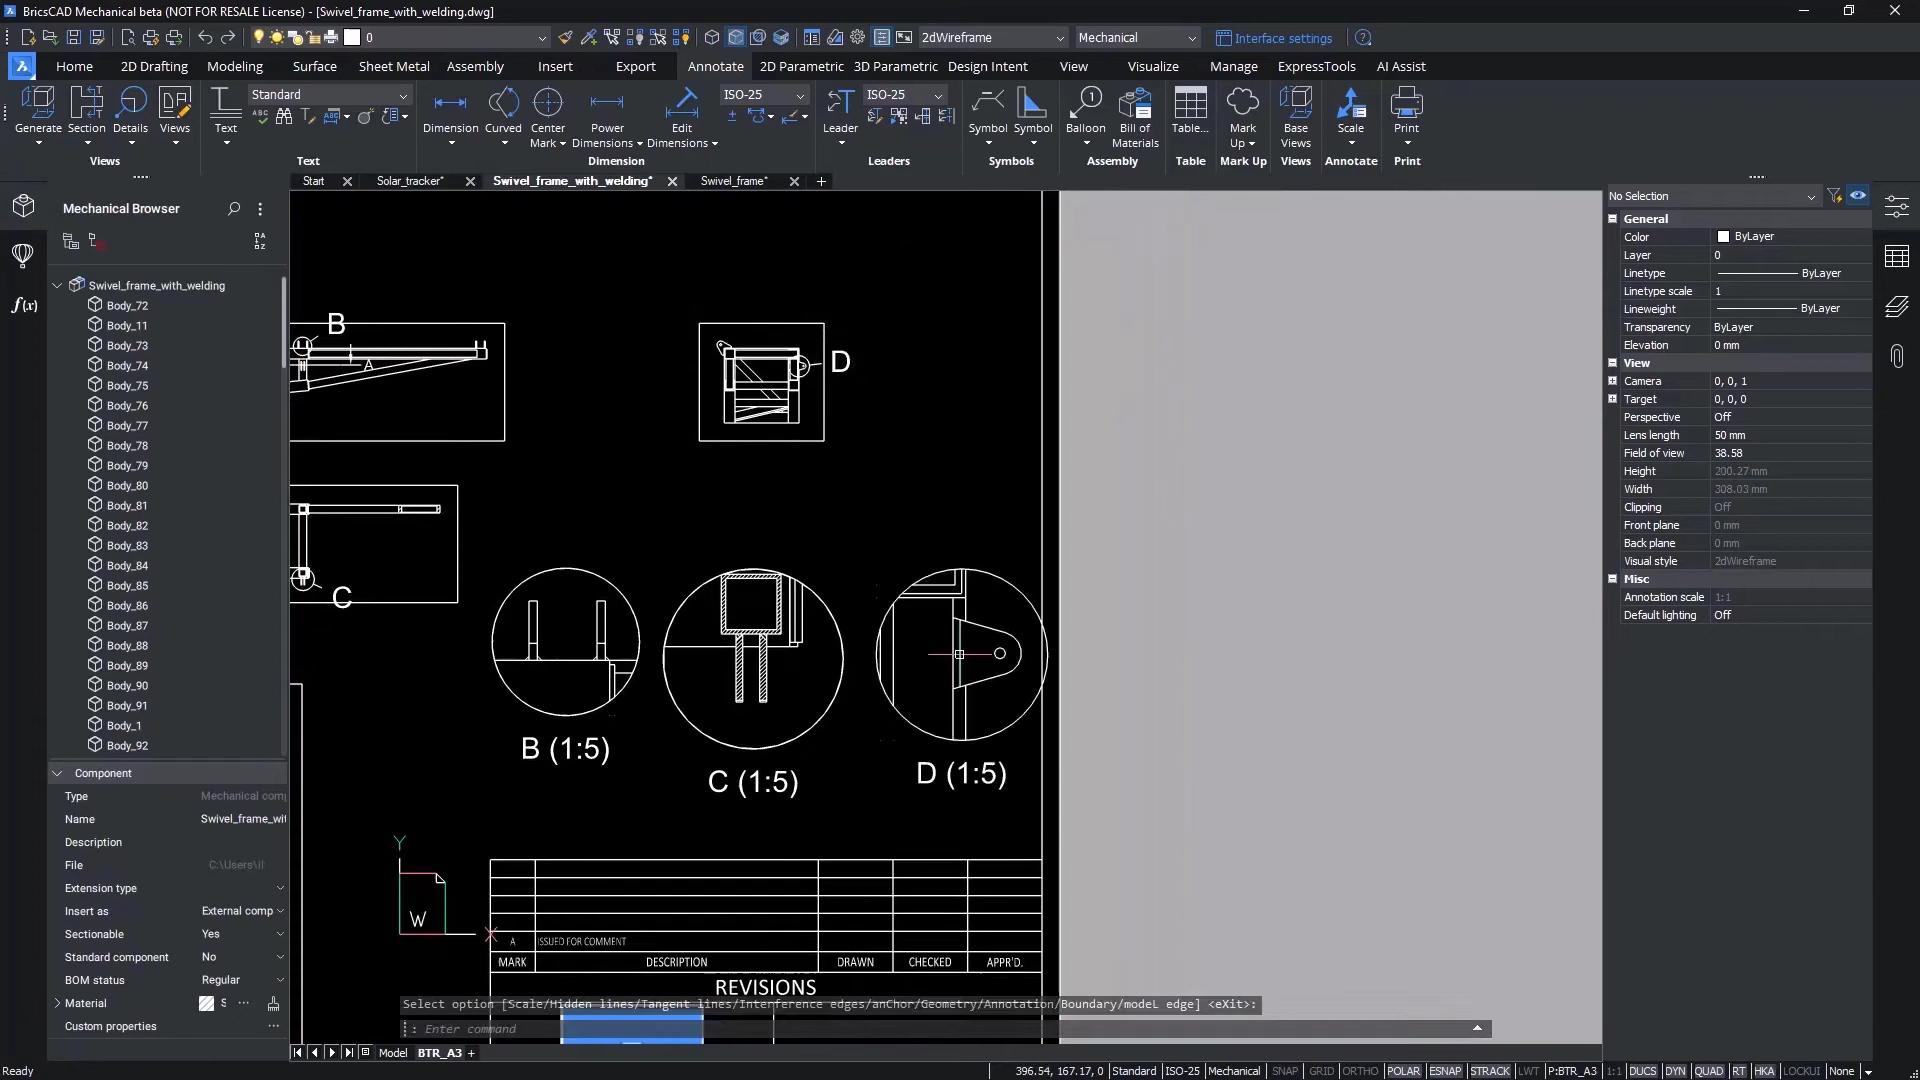 BricsCAD Mechanical beta (NOT FOR RESALE License) - [Swivel_frame_with_welding.dwg]
0
2dWireframe
Mechanical
Interface settings
Home
2D Drafting
Modeling
Surface
Sheet Metal
Assembly
Insert
Export
Annotate
2D Parametric
3D Parametric
Design Intent
View
Visualize
Manage
ExpressTools
AI Assist
Generate
Section
Details
Views
Views
Text
Standard
Text
Dimension
Curved
Center Mark
Power Dimensions
Edit Dimensions
ISO-25
Dimension
Leader
ISO-25
Leaders
Symbol
Symbol
Symbols
Balloon
Bill of Materials
Assembly
Table...
Table
Mark Up
Mark Up
Base Views
Views
Scale
Annotate
Print
Print
Start
Solar_tracker*
Swivel_frame_with_welding*
Swivel_frame*
Mechanical Browser
Swivel_frame_with_welding
Body_72
Body_11
Body_73
Body_74
Body_75
Body_76
Body_77
Body_78
Body_79
Body_80
Body_81
Body_82
Body_83
Body_84
Body_85
Body_86
Body_87
Body_88
Body_89
Body_90
Body_91
Body_1
Body_92
Component
Type Mechanical com
Name Swivel_frame_wit
Description
File C:\Users\il
Extension type
Insert as External comp
Sectionable Yes
Standard component No
BOM status Regular
Material S ...
Custom properties ...
f(x)
B
A
D
C
B (1:5)
C (1:5)
D (1:5)
Y
W
A ISSUED FOR COMMENT
MARK DESCRIPTION DRAWN CHECKED APPR'D.
REVISIONS
Select option [Scale/Hidden lines/Tangent lines/Interference edges/anChor/Geometry/Annotation/Boundary/modeL edge] <eXit>:
: Enter command
Model
BTR_A3
No Selection
General
Color ByLayer
Layer 0
Linetype ByLayer
Linetype scale 1
Lineweight ByLayer
Transparency ByLayer
Elevation 0 mm
View
Camera 0, 0, 1
Target 0, 0, 0
Perspective Off
Lens length 50 mm
Field of view 38.58
Height 200.27 mm
Width 308.03 mm
Clipping Off
Front plane 0 mm
Back plane 0 mm
Visual style 2dWireframe
Misc
Annotation scale 1:1
Default lighting Off
Ready
396.54, 167.17, 0 Standard ISO-25 Mechanical SNAP GRID ORTHO POLAR ESNAP STRACK LWT P:BTR_A3 1:1 DUCS DYN QUAD RT HKA LOCKUI None